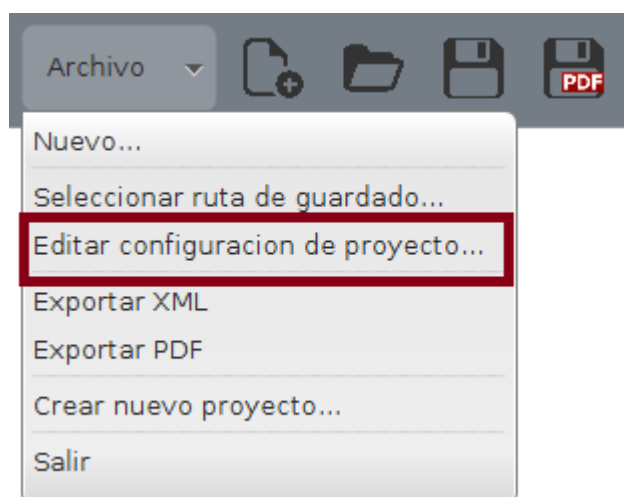 Archivo
PDF
Nuevo...
Seleccionar ruta de guardado...
Editar configuracion de proyecto...
Exportar XML
Exportar PDF
Crear nuevo proyecto...
Salir